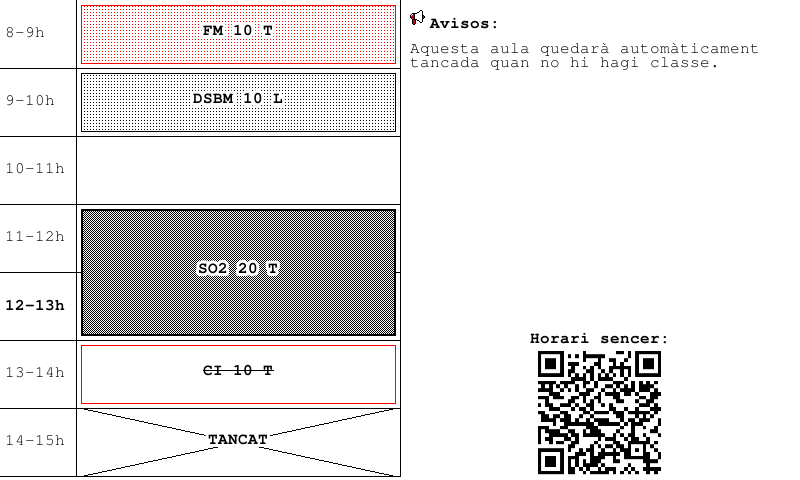 8-9h
FM 10 T
9-10h
DSBM 10 L
10-11h
11-12h
SO2 20 T
12-13h
13-14h
CI 10 T
14-15h
TANCAT
Avisos:
Aquesta aula quedarà automàticament
tancada quan no hi hagi classe.
Horari sencer: